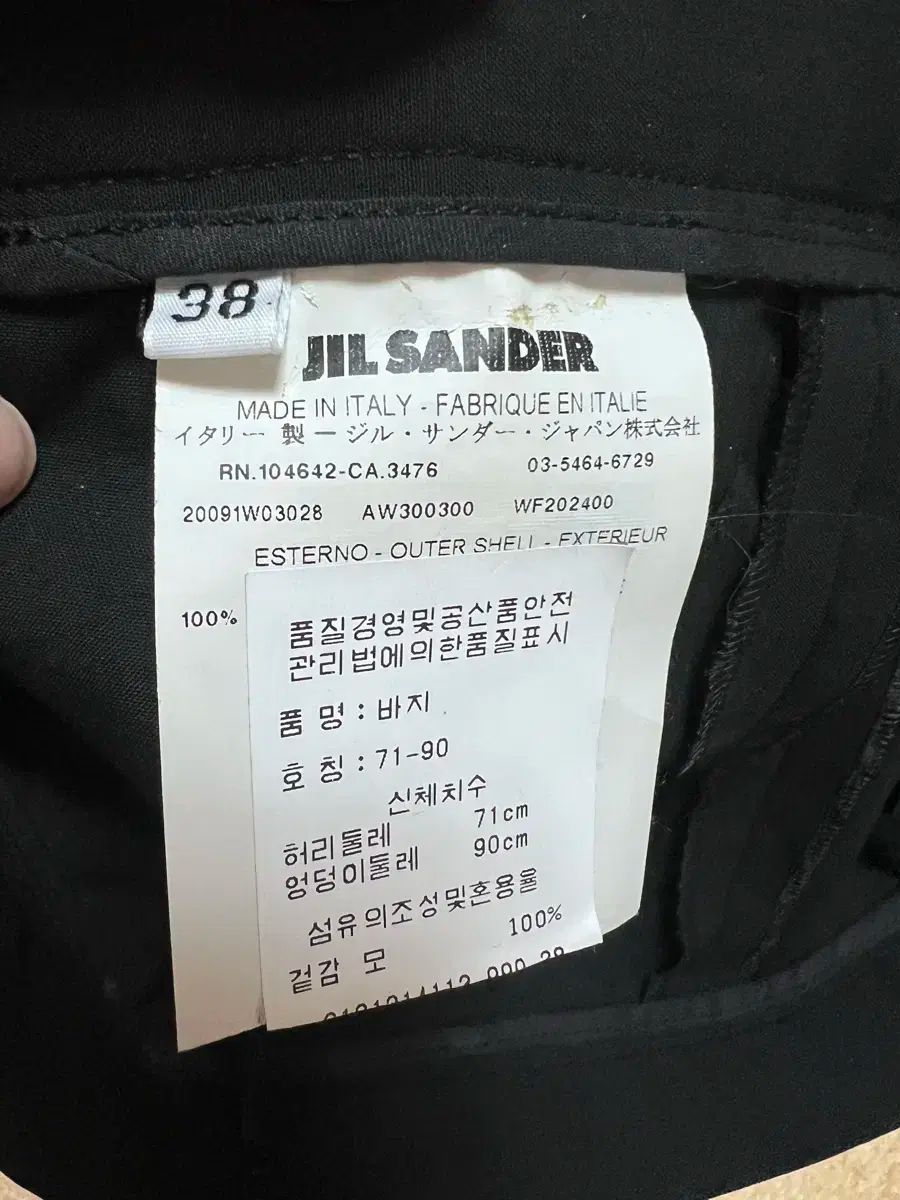 38
JIL SANDER
MADE IN ITALY - FABRIQUE EN ITALIE
イタリー 製 ー ジル・サンダー・ジャパン株式会社
RN.104642-CA.3476 03-5464-6729
20091W03028 AW300300 WF202400
ESTERNO - OUTER SHELL - EXTERIEUR
100%
품질경영및공산품안전
관리법에의한품질표시
품 명 : 바지
호 칭 : 71-90
신체치수
허리둘레 71cm
엉덩이둘레 90cm
섬유의조성및혼용율
겉감 모 100%